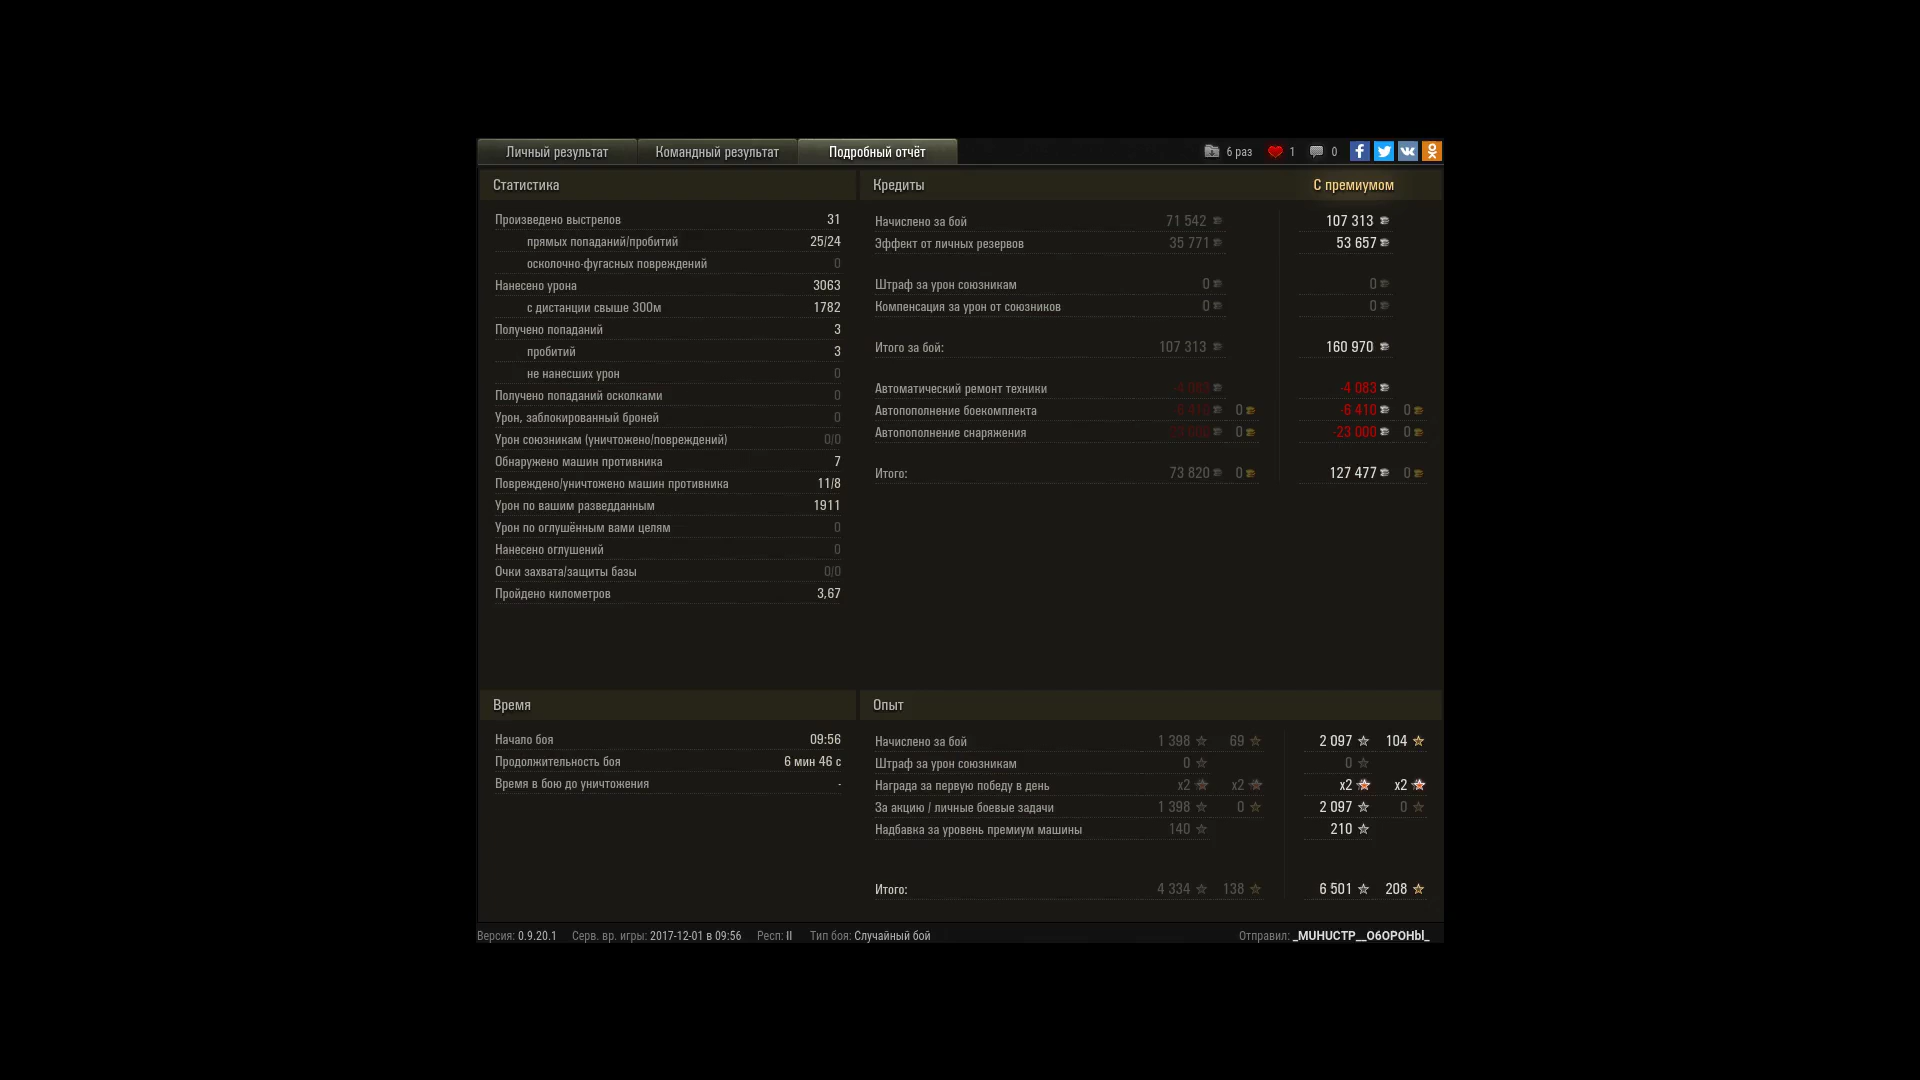 Личный результат Командный результат Подробный отчёт 6 раз 1 0
Статистика
Произведено выстрелов 31
прямых попаданий/пробитий 25/24
осколочно-фугасных повреждений 0
Нанесено урона 3063
с дистанции свыше 300м 1782
Получено попаданий 3
пробитий 3
не нанесших урон 0
Получено попаданий осколками 0
Урон, заблокированный броней 0
Урон союзникам (уничтожено/повреждений) 0/0
Обнаружено машин противника 7
Повреждено/уничтожено машин противника 11/8
Урон по вашим разведданным 1911
Урон по оглушённым вами целям 0
Нанесено оглушений 0
Очки захвата/защиты базы 0/0
Пройдено километров 3,67
Кредиты С премиумом
Начислено за бой 71 542 107 313
Эффект от личных резервов 35 771 53 657
Штраф за урон союзникам 0 0
Компенсация за урон от союзников 0 0
Итого за бой: 107 313 160 970
Автоматический ремонт техники -4 083 -4 083
Автопополнение боекомплекта -6 410 0 -6 410 0
Автопополнение снаряжения 0 -23 000 0
Итого: 73 820 0 127 477 0
Время
Начало боя 09:56
Продолжительность боя 6 мин 46 с
Время в бою до уничтожения -
Опыт
Начислено за бой 1 398 69 2 097 104
Штраф за урон союзникам 0 0
Награда за первую победу в день x2 x2 x2 x2
За акцию / личные боевые задачи 1 398 0 2 097 0
Надбавка за уровень премиум машины 140 210
Итого: 4 334 138 6 501 208
Версия: 0.9.20.1 Серв. вр. игры: 2017-12-01 в 09:56 Респ: II Тип боя: Случайный бой Отправил: _MUHUCTP__O6OPOHbl_